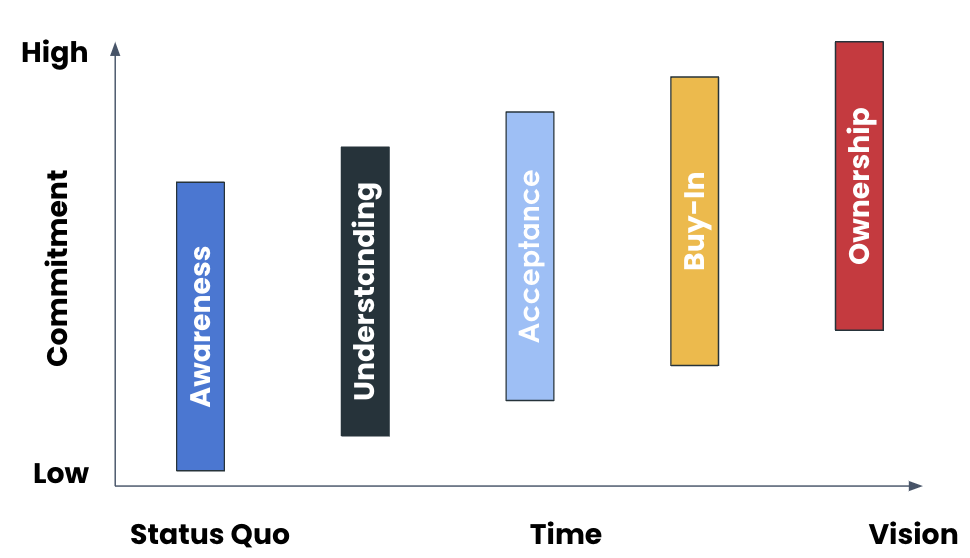 High
Commitment
Low
Awareness
Understanding
Acceptance
Buy-In
Ownership
Status Quo
Time
Vision